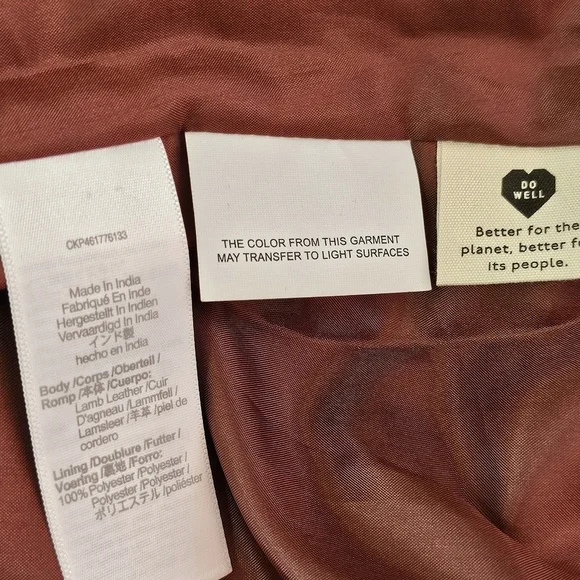 CKP461776133
Made in India
Fabriqué En Inde
Hergestellt In Indien
Vervaardigd In India
インド製
hecho en India
Body /Corps /Oberteil /
Romp /本体 /Cuerpo:
Lamb Leather /Cuir
D'agneau /Lammfell /
Lamsleer /羊革 /piel de
cordero
Lining /Doublure /Futter /
Voering /裏地 /Forro:
100% Polyester /Polyester /
Polyester /Polyester /
ポリエステル /poliéster
THE COLOR FROM THIS GARMENT
MAY TRANSFER TO LIGHT SURFACES
DO
WELL
Better for the
planet, better f
its people.